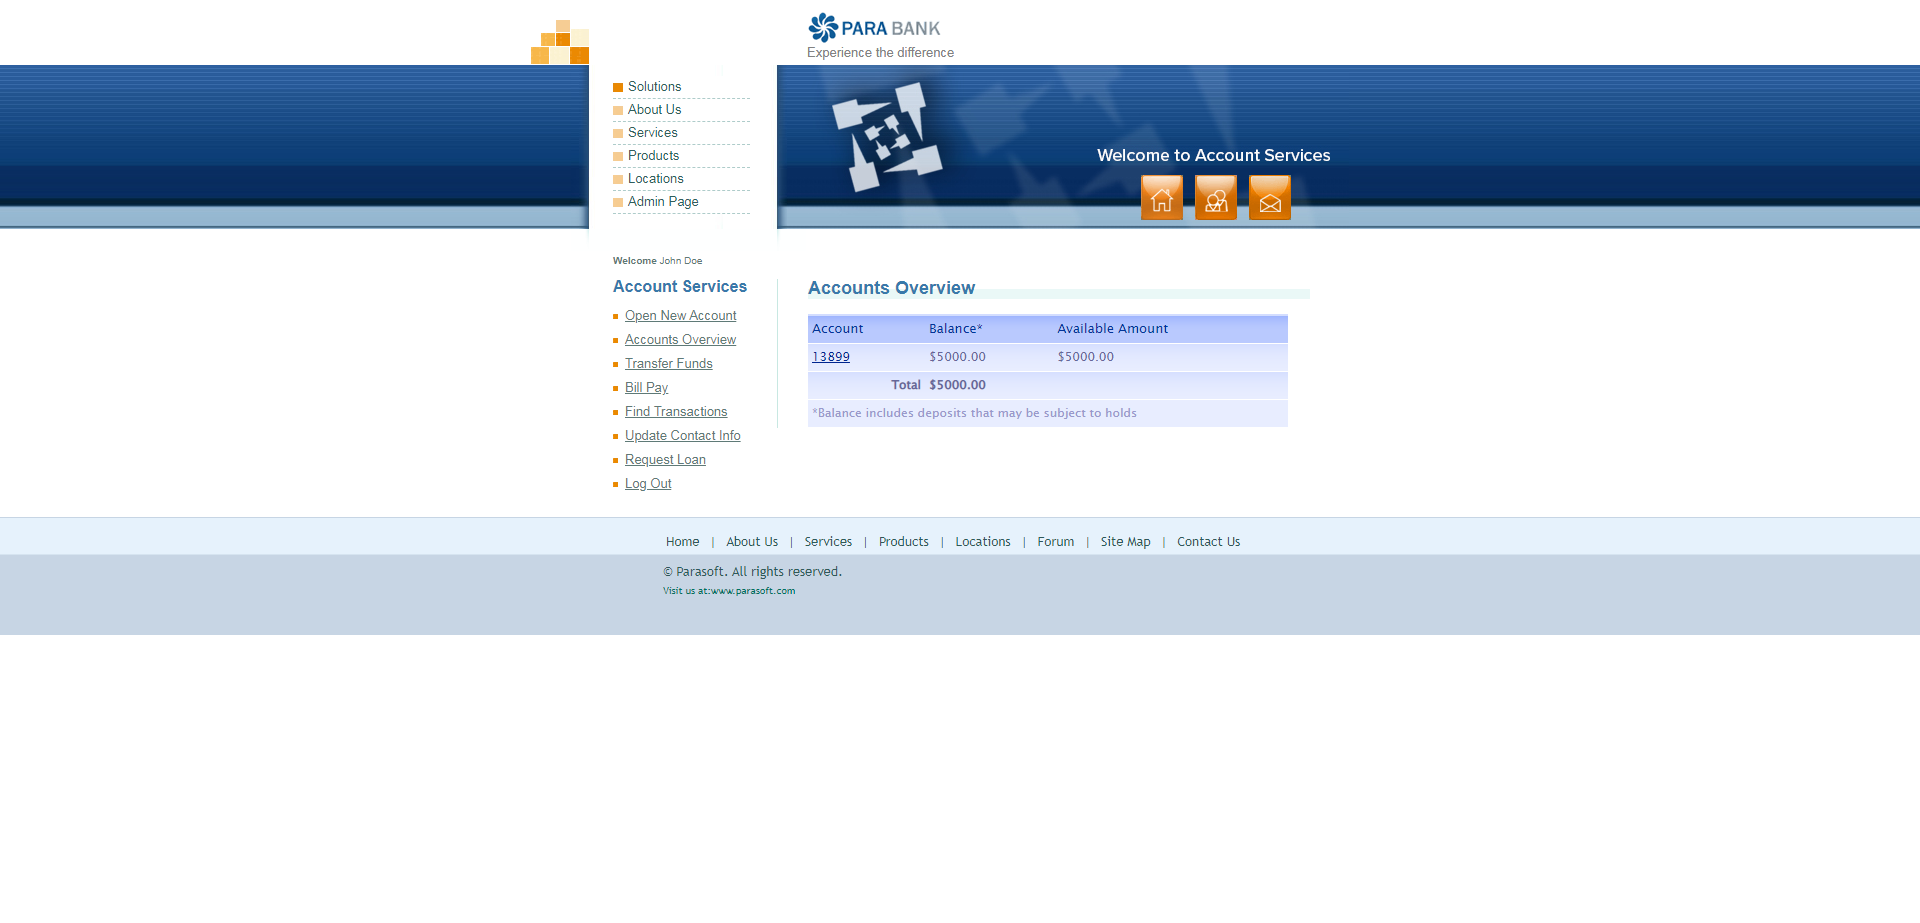 PARA BANK
Experience the difference
Solutions
About Us
Services
Products
Locations
Admin Page
Welcome to Account Services
Welcome John Doe
Account Services
Open New Account
Accounts Overview
Transfer Funds
Bill Pay
Find Transactions
Update Contact Info
Request Loan
Log Out
Accounts Overview
Account Balance* Available Amount
13899 $5000.00 $5000.00
Total $5000.00
*Balance includes deposits that may be subject to holds
Home | About Us | Services | Products | Locations | Forum | Site Map | Contact Us
© Parasoft. All rights reserved.
Visit us at:www.parasoft.com